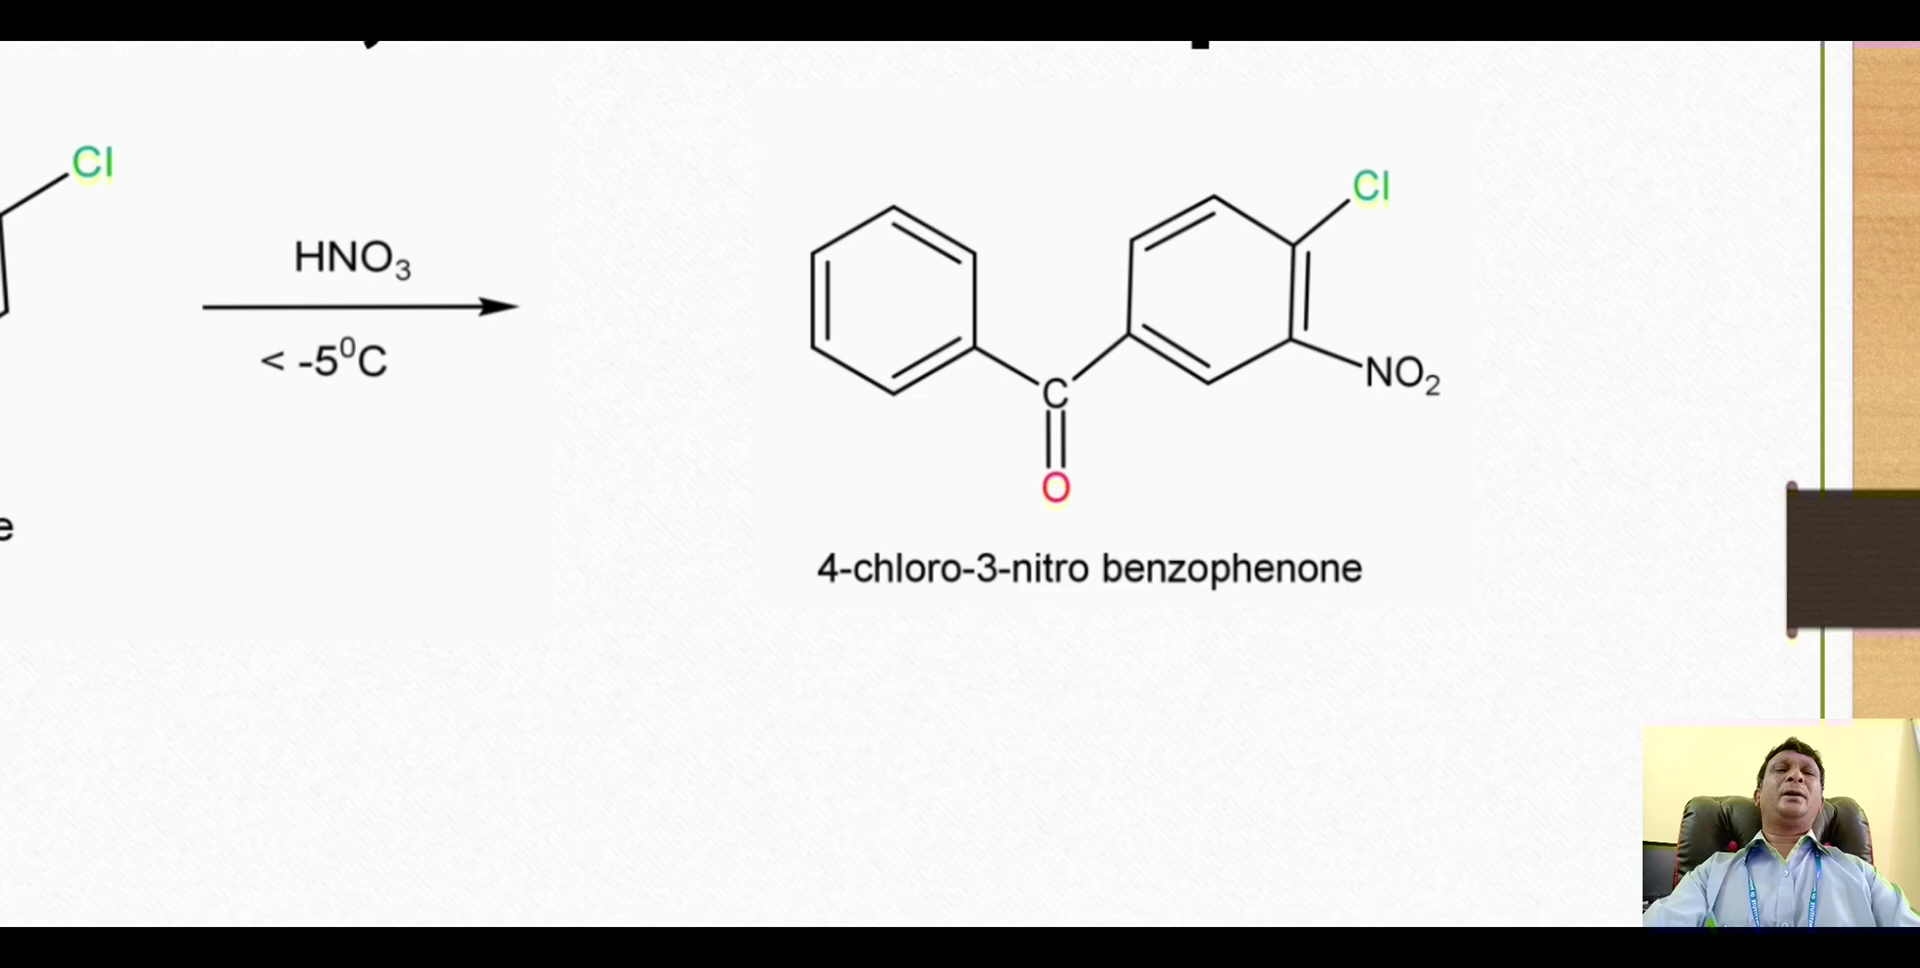 Cl
HNO₃
< -5⁰C
e
Cl
NO₂
C
O
4-chloro-3-nitro benzophenone